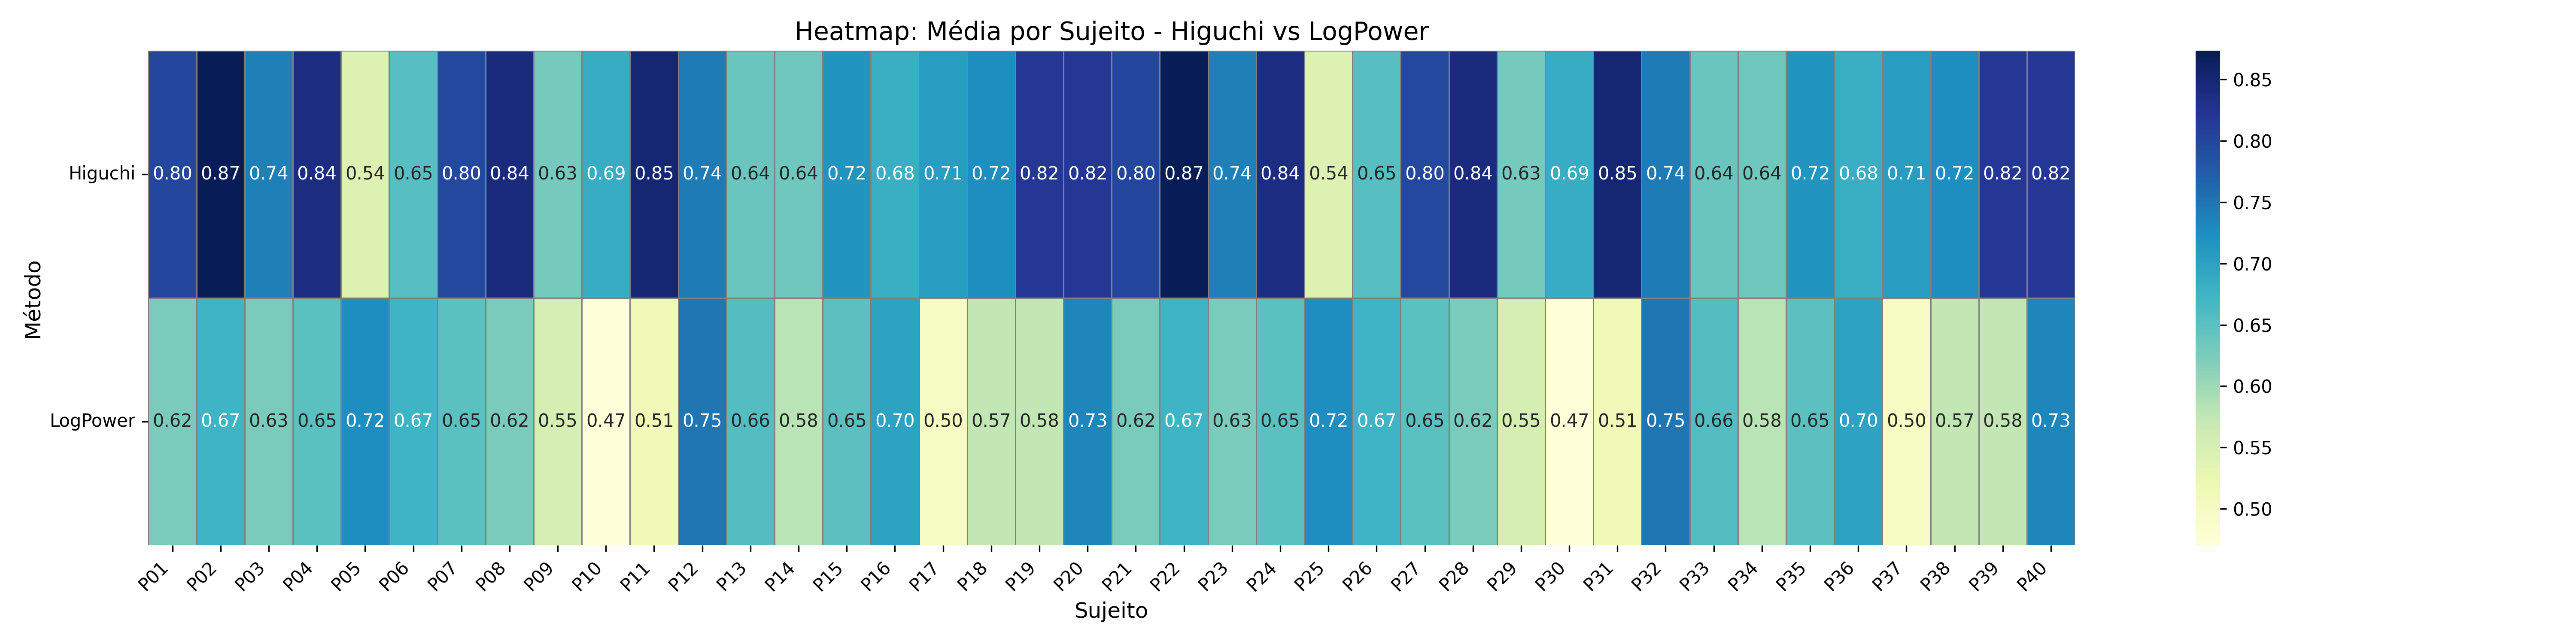 Heatmap: Média por Sujeito - Higuchi vs LogPower
Método
Higuchi
0.80 0.87 0.74 0.84 0.54 0.65 0.80 0.84 0.63 0.69 0.85 0.74 0.64 0.64 0.72 0.68 0.71 0.72 0.82 0.82 0.80 0.87 0.74 0.84 0.54 0.65 0.80 0.84 0.63 0.69 0.85 0.74 0.64 0.64 0.72 0.68 0.71 0.72 0.82 0.82
LogPower
0.62 0.67 0.63 0.65 0.72 0.67 0.65 0.62 0.55 0.47 0.51 0.75 0.66 0.58 0.65 0.70 0.50 0.57 0.58 0.73 0.62 0.67 0.63 0.65 0.72 0.67 0.65 0.62 0.55 0.47 0.51 0.75 0.66 0.58 0.65 0.70 0.50 0.57 0.58 0.73
P01 P02 P03 P04 P05 P06 P07 P08 P09 P10 P11 P12 P13 P14 P15 P16 P17 P18 P19 P20 P21 P22 P23 P24 P25 P26 P27 P28 P29 P30 P31 P32 P33 P34 P35 P36 P37 P38 P39 P40
Sujeito
0.85
0.80
0.75
0.70
0.65
0.60
0.55
0.50